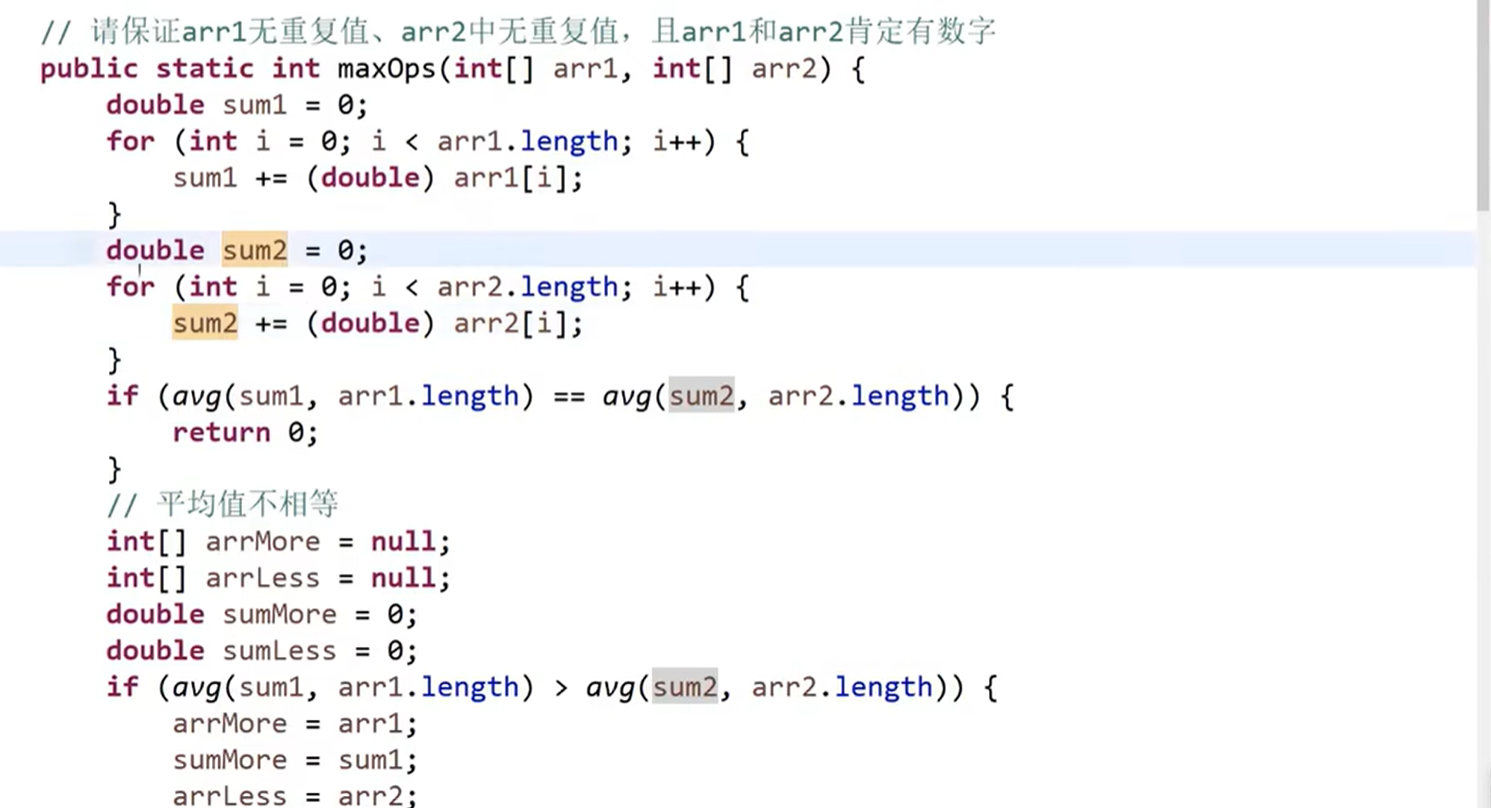 // 请保证arr1无重复值、arr2中无重复值，且arr1和arr2肯定有数字
public static int maxOps(int[] arr1, int[] arr2) {
double sum1 = 0;
for (int i = 0; i < arr1.length; i++) {
sum1 += (double) arr1[i];
}
double sum2 = 0;
for (int i = 0; i < arr2.length; i++) {
sum2 += (double) arr2[i];
}
if (avg(sum1, arr1.length) == avg(sum2, arr2.length)) {
return 0;
}
// 平均值不相等
int[] arrMore = null;
int[] arrLess = null;
double sumMore = 0;
double sumLess = 0;
if (avg(sum1, arr1.length) > avg(sum2, arr2.length)) {
arrMore = arr1;
sumMore = sum1;
arrLess = arr2;